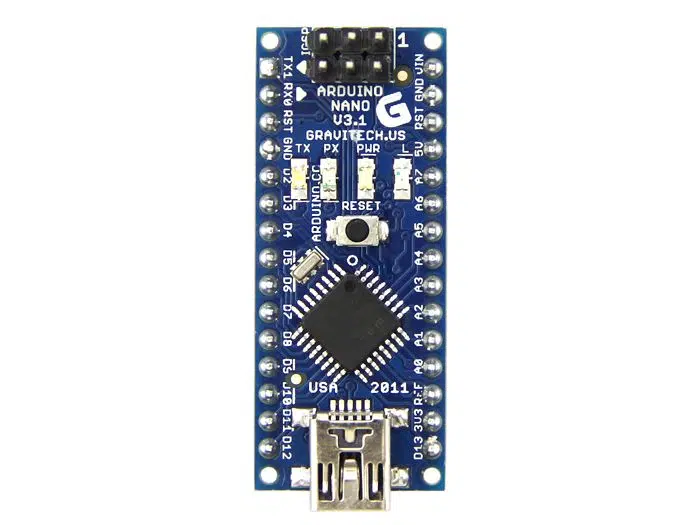 ICSP
1
TX1
RX0
RST
GND
D2
D3
D4
D5
D6
D7
D8
D9
D10
D11
D12
ARDUINO
NANO
V3.1
GRAVITECH.US
G
TX RX PWR L
ARDUINO.CC
RESET
USA 2011
VIN
GND
RST
5V
A7
A6
A5
A4
A3
A2
A1
A0
REF
3V3
D13